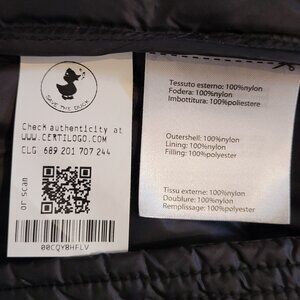 SAVE THE DUCK
Check authenticity at
WWW.CERTILOGO.COM
CLG 689 201 707 244
or scan
00CQY8HFLV
Tessuto esterno: 100%nylon
Fodera: 100%nylon
Imbottitura: 100%poliestere
Outershell: 100%nylon
Lining: 100%nylon
Filling: 100%polyester
Tissu externe: 100%nylon
Doublure: 100%nylon
Remplissage: 100%polyester